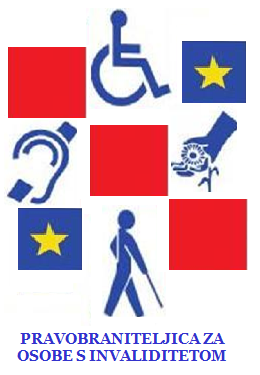 PRAVOBRANITELJICA ZA
OSOBE S INVALIDITETOM